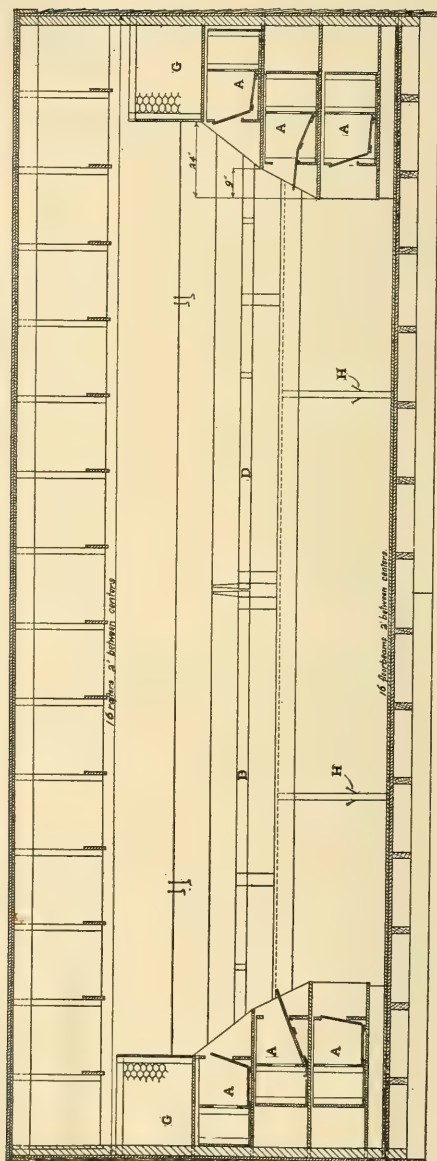 16 rafters 2' between centers
G
G
A
A
24"
9"
B
D
A
A
H
H
A
A
16 floorbeams 2' between centers.